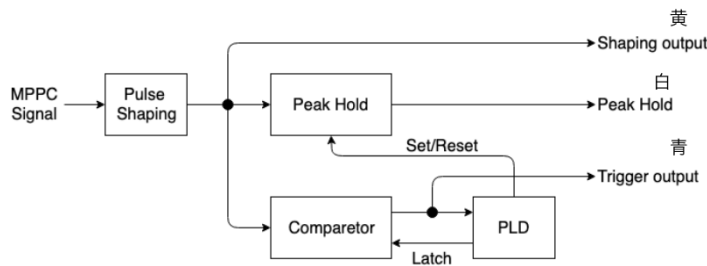 黄
Shaping output
MPPC
Signal
Pulse
Shaping
白
Peak Hold
Peak Hold
Set/Reset
青
Trigger output
Comparetor
PLD
Latch